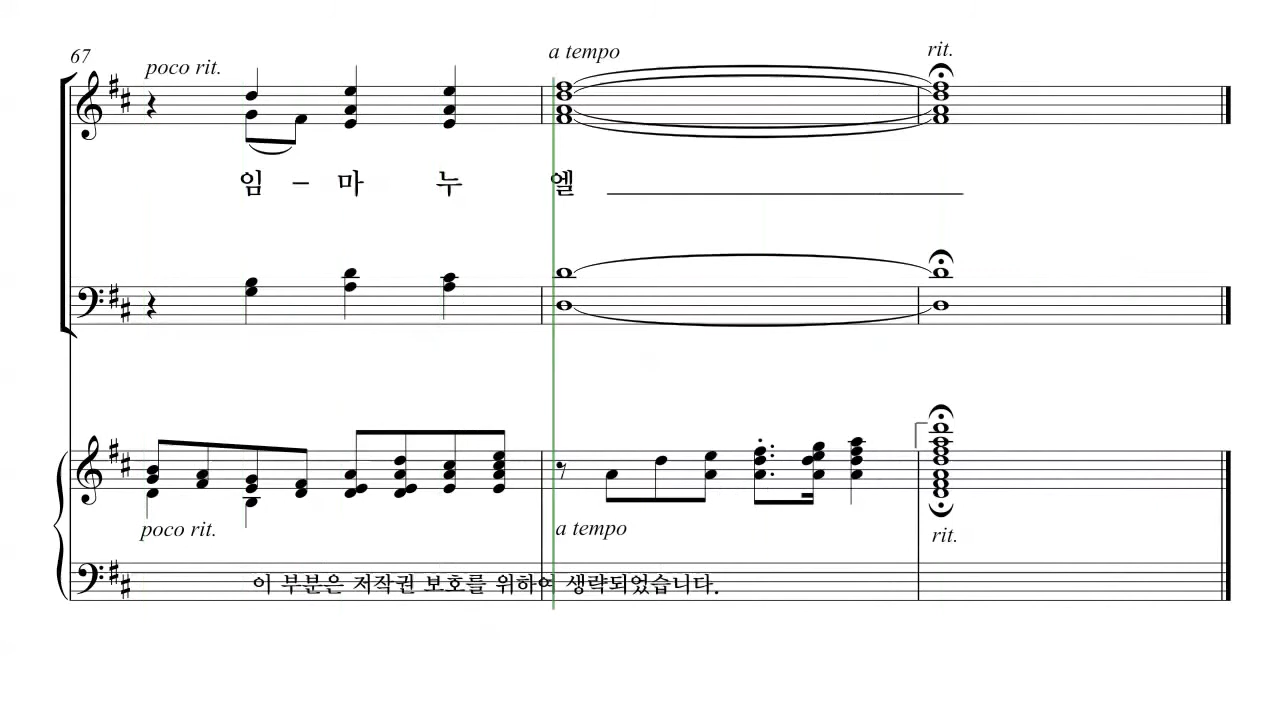 67
poco rit.
a tempo
rit.
임 – 마 누 엘
poco rit.
a tempo
rit.
이 부분은 저작권 보호를 위하여 생략되었습니다.